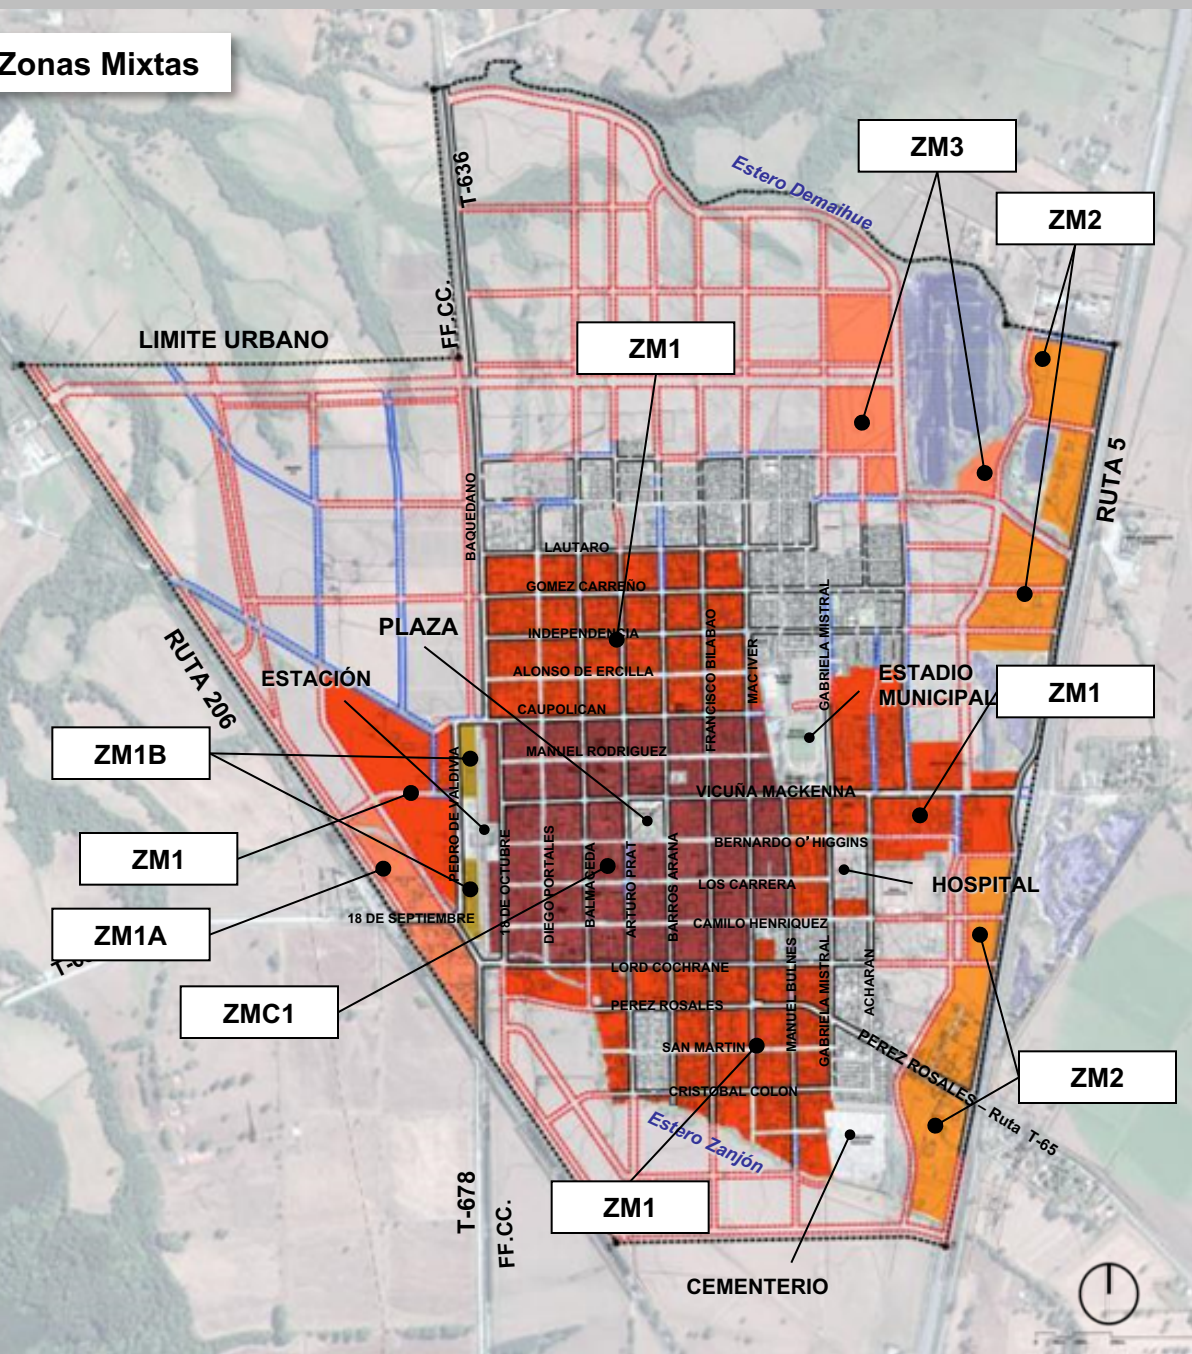 Zonas Mixtas
ZM3
T-636
Estero Demaihue
ZM2
FF.CC.
LIMITE URBANO
ZM1
RUTA 5
BAQUEDANO
LAUTARO
GOMEZ CARREÑO
GABRIELA MISTRAL
FRANCISCO BILABAO
PLAZA
INDEPENDENCIA
MAC IVER
RUTA 206
ESTACIÓN
ALONSO DE ERCILLA
ESTADIO
MUNICIPAL
ZM1
CAUPOLICAN
ZM1B
PEDRO DE VALDIVIA
MANUEL RODRIGUEZ
VICUÑA MACKENNA
ZM1
18 DE OCTUBRE
DIEGO PORTALES
BALMACEDA
ARTURO PRAT
BARROS ARANA
BERNARDO O' HIGGINS
LOS CARRERA
HOSPITAL
ZM1A
18 DE SEPTIEMBRE
CAMILO HENRIQUEZ
LORD COCHRANE
MANUEL BULNES
GABRIELA MISTRAL
ACHARAN
ZMC1
PEREZ ROSALES
SAN MARTIN
PEREZ ROSALES – Ruta T-65
ZM2
CRISTOBAL COLON
Estero Zanjón
T-678
FF.CC.
ZM1
CEMENTERIO